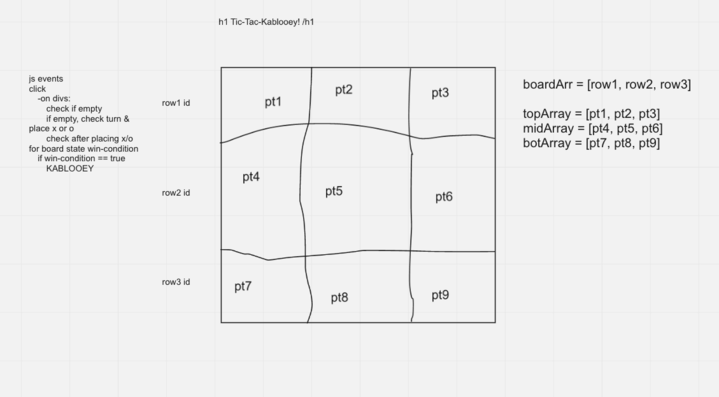 h1 Tic-Tac-Kablooey! /h1
js events
click
-on divs:
check if empty
if empty, check turn &
place x or o
check after placing x/o
for board state win-condition
if win-condition == true
KABLOOEY
row1 id
pt1
pt2
pt3
row2 id
pt4
pt5
pt6
row3 id
pt7
pt8
pt9
boardArr = [row1, row2, row3]
topArray = [pt1, pt2, pt3]
midArray = [pt4, pt5, pt6]
botArray = [pt7, pt8, pt9]